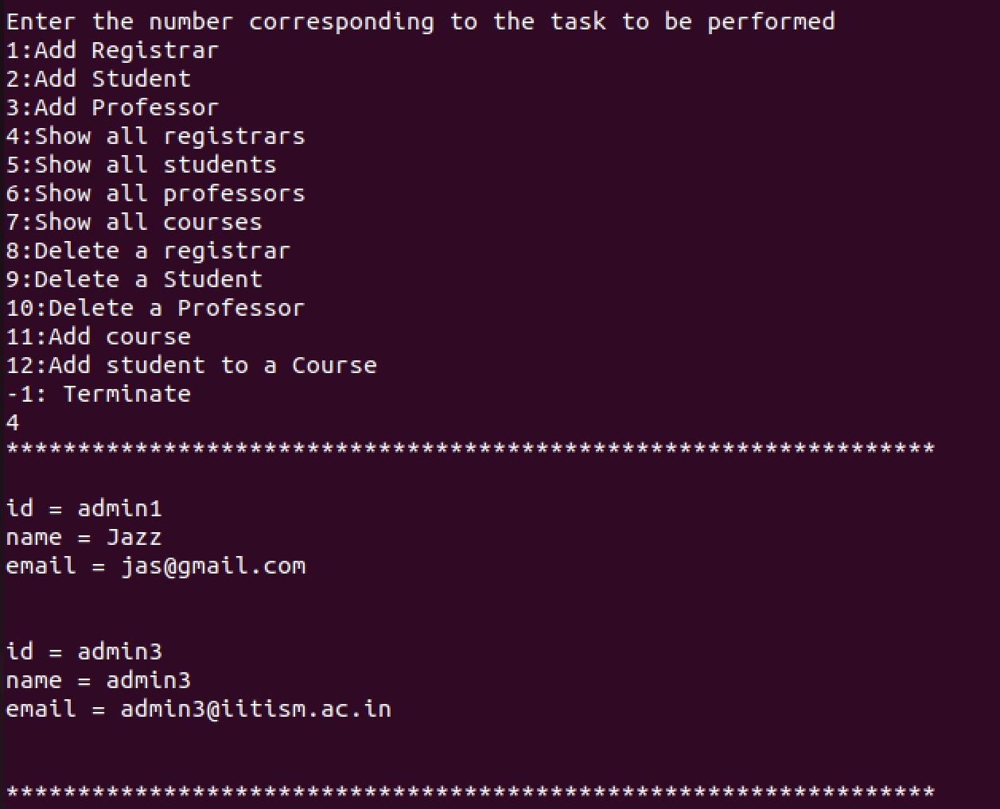 Enter the number corresponding to the task to be performed
1:Add Registrar
2:Add Student
3:Add Professor
4:Show all registrars
5:Show all students
6:Show all professors
7:Show all courses
8:Delete a registrar
9:Delete a Student
10:Delete a Professor
11:Add course
12:Add student to a Course
-1: Terminate
4
*****************************************************************
id = admin1
name = Jazz
email = jas@gmail.com
id = admin3
name = admin3
email = admin3@iitism.ac.in
*****************************************************************